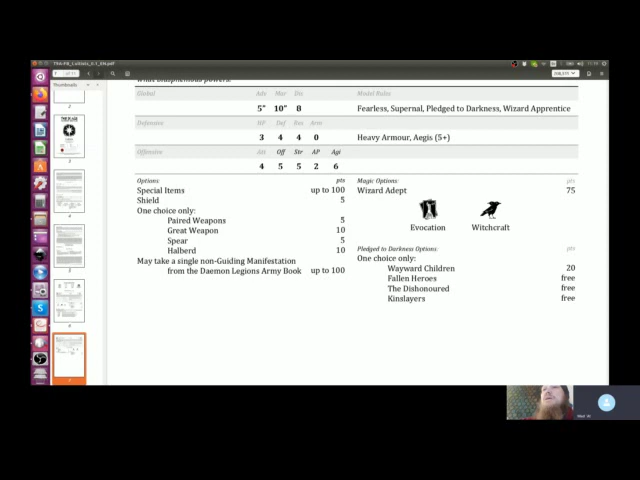 Thumbnails
what blasphemous powers.
Global Adv Mar Dis Model Rules
5" 10" 8 Fearless, Supernal, Pledged to Darkness, Wizard Apprentice
Defensive HP Def Res Arm
3 4 4 0 Heavy Armour, Aegis (5+)
Offensive Att Off Str AP Agi
4 5 5 2 6
Options: pts
Special Items up to 100
Shield 5
One choice only:
Paired Weapons 5
Great Weapon 10
Spear 5
Halberd 10
May take a single non-Guiding Manifestation
from the Daemon Legions Army Book up to 100
Magic Options: pts
Wizard Adept 75
Evocation Witchcraft
Pledged to Darkness Options: pts
One choice only:
Wayward Children 20
Fallen Heroes free
The Dishonoured free
Kinslayers free